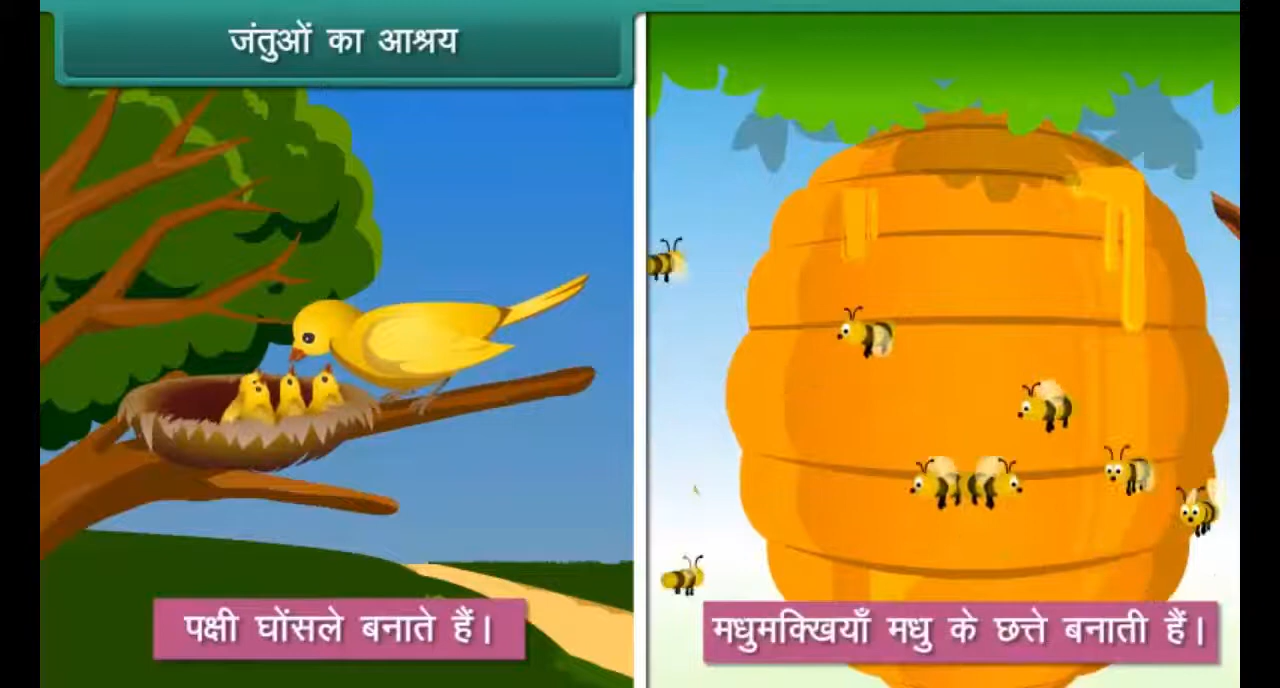 जंतुओं का आश्रय
पक्षी घोंसले बनाते हैं।
मधुमक्खियाँ मधु के छत्ते बनाती हैं।